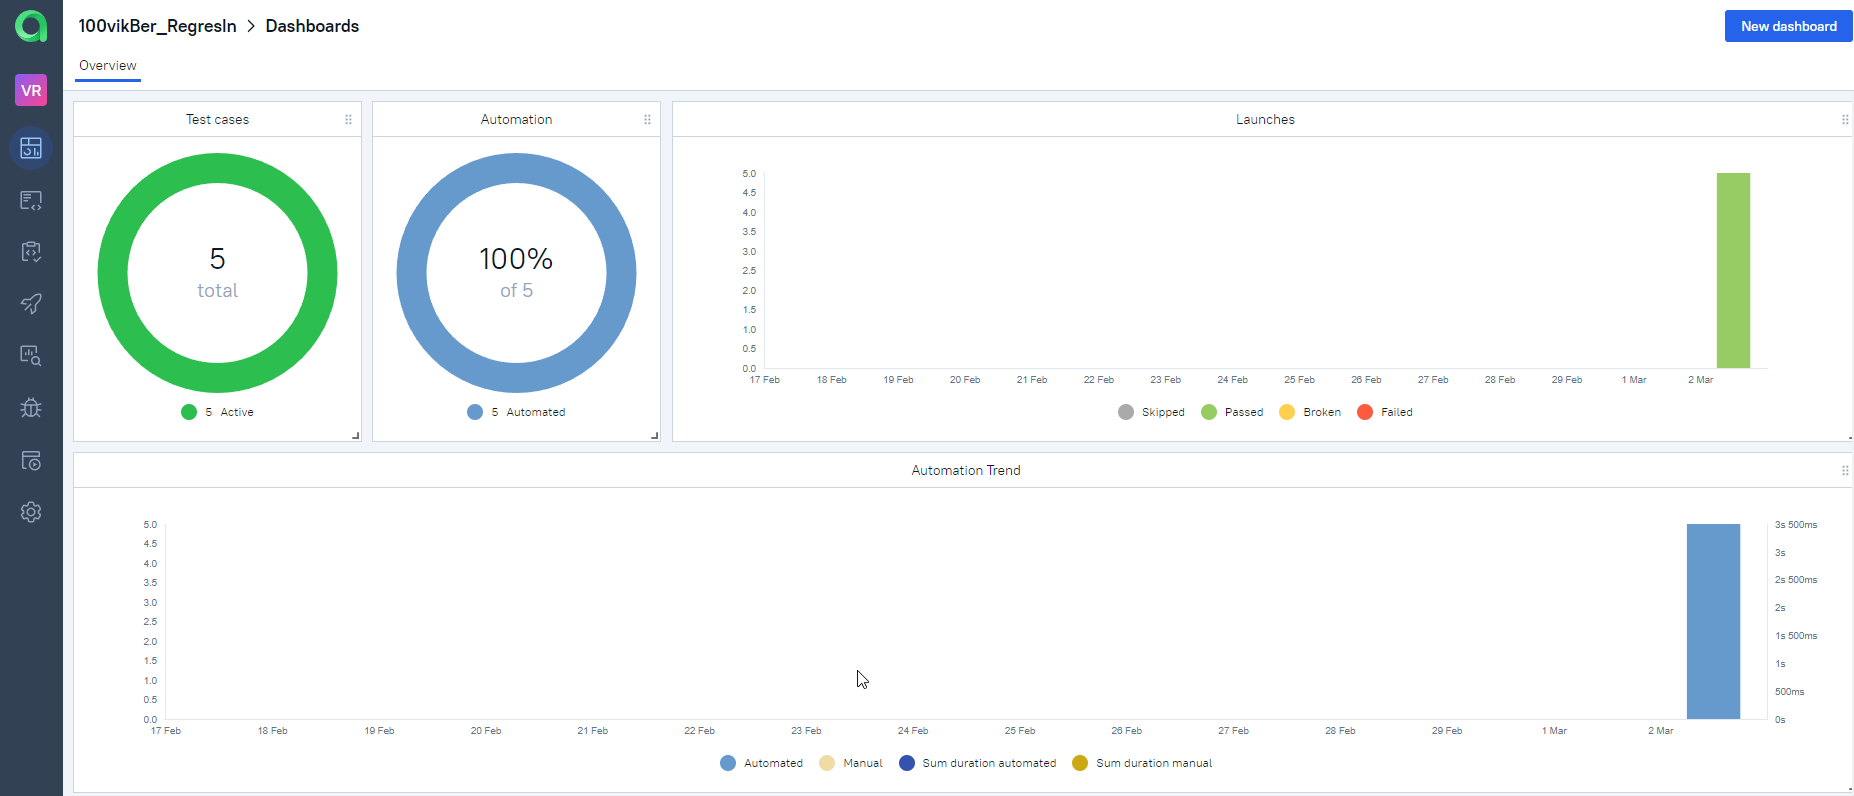 100vikBer_RegresIn > Dashboards
New dashboard
Overview
VR
Test cases
5
total
5 Active
Automation
100%
of 5
5 Automated
Launches
5.0
4.5
4.0
3.5
3.0
2.5
2.0
1.5
1.0
0.5
0.0
17 Feb 18 Feb 19 Feb 20 Feb 21 Feb 22 Feb 23 Feb 24 Feb 25 Feb 26 Feb 27 Feb 28 Feb 29 Feb 1 Mar 2 Mar
Skipped Passed Broken Failed
Automation Trend
5.0
4.5
4.0
3.5
3.0
2.5
2.0
1.5
1.0
0.5
0.0
3s 500ms
3s
2s 500ms
2s
1s 500ms
1s
500ms
0s
17 Feb 18 Feb 19 Feb 20 Feb 21 Feb 22 Feb 23 Feb 24 Feb 25 Feb 26 Feb 27 Feb 28 Feb 29 Feb 1 Mar 2 Mar
Automated Manual Sum duration automated Sum duration manual